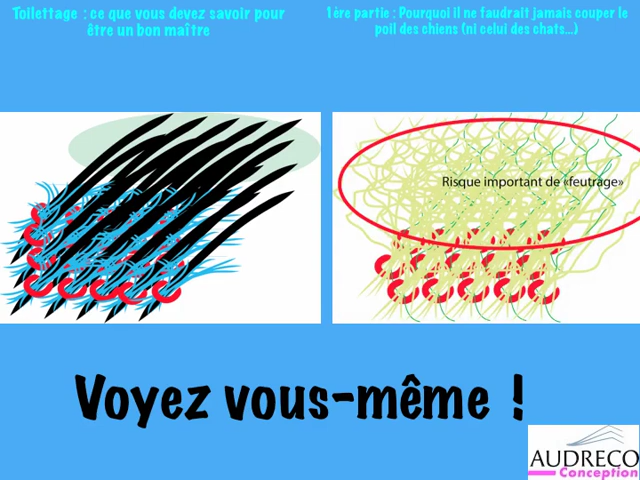 Toilettage : ce que vous devez savoir pour
être un bon maître
1ère partie : Pourquoi il ne faudrait jamais couper le
poil des chiens (ni celui des chats...)
Risque important de «feutrage»
Voyez vous-même !
AUDRECO
Conception